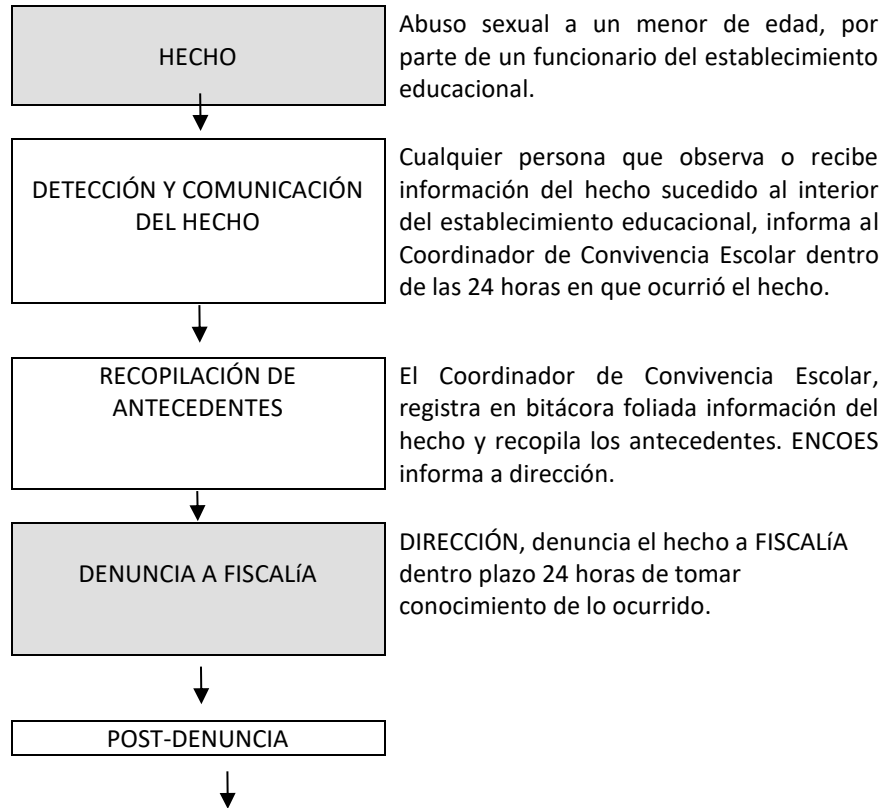 HECHO
Abuso sexual a un menor de edad, por
parte de un funcionario del establecimiento
educacional.
DETECCIÓN Y COMUNICACIÓN
DEL HECHO
Cualquier persona que observa o recibe
información del hecho sucedido al interior
del establecimiento educacional, informa al
Coordinador de Convivencia Escolar dentro
de las 24 horas en que ocurrió el hecho.
RECOPILACIÓN DE
ANTECEDENTES
El Coordinador de Convivencia Escolar,
registra en bitácora foliada información del
hecho y recopila los antecedentes. ENCOES
informa a dirección.
DENUNCIA A FISCALíA
DIRECCIÓN, denuncia el hecho a FISCALíA
dentro plazo 24 horas de tomar
conocimiento de lo ocurrido.
POST-DENUNCIA